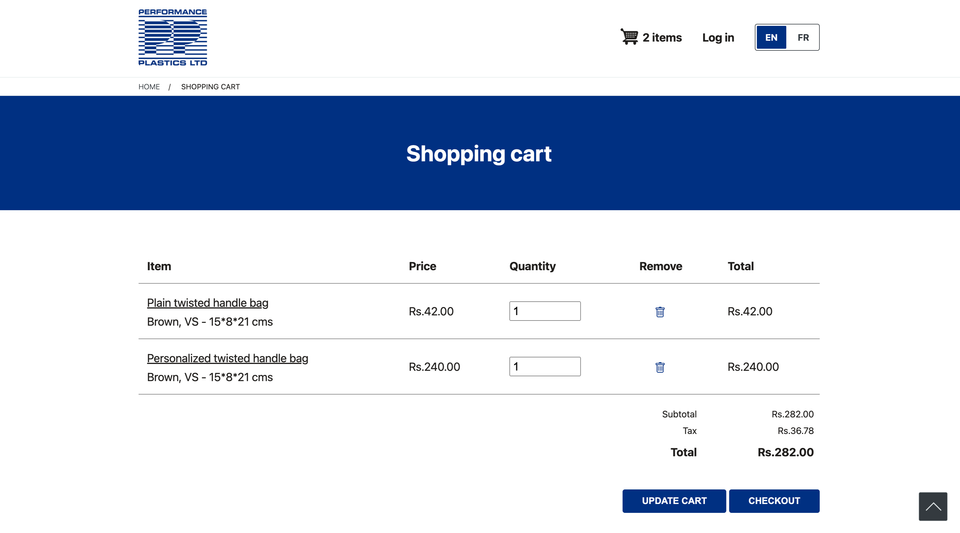 PERFORMANCE
PLASTICS LTD
2 items Log in EN FR
HOME / SHOPPING CART
Shopping cart
Item Price Quantity Remove Total
Plain twisted handle bag
Brown, VS - 15*8*21 cms
Rs.42.00 1 Rs.42.00
Personalized twisted handle bag
Brown, VS - 15*8*21 cms
Rs.240.00 1 Rs.240.00
Subtotal Rs.282.00
Tax Rs.36.78
Total Rs.282.00
UPDATE CART CHECKOUT